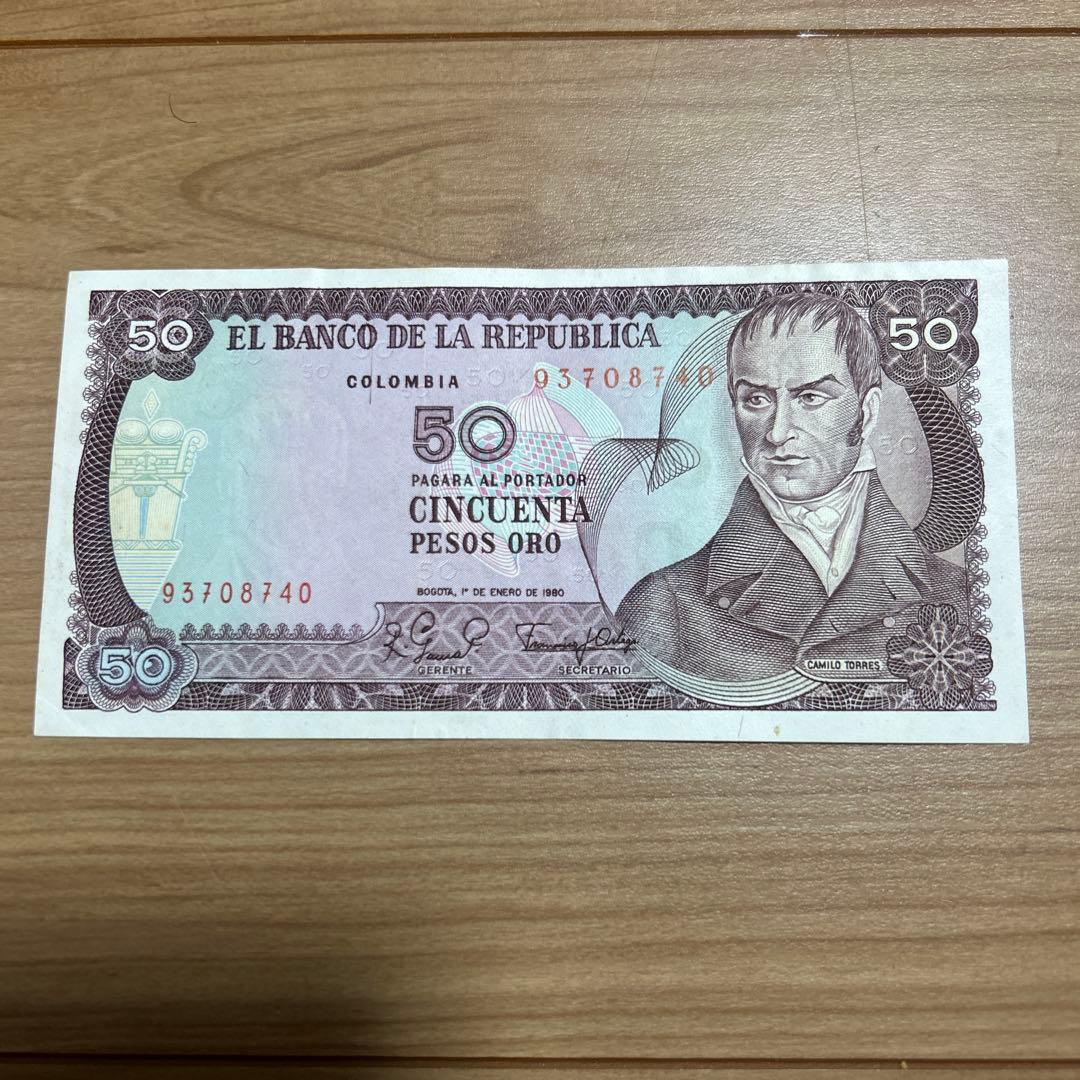 50 EL BANCO DE LA REPUBLICA 50
COLOMBIA 93708740
50
PAGARA AL PORTADOR
CINCUENTA
PESOS ORO
93708740 BOGOTA, 1º DE ENERO DE 1980
50 GERENTE SECRETARIO CAMILO TORRES